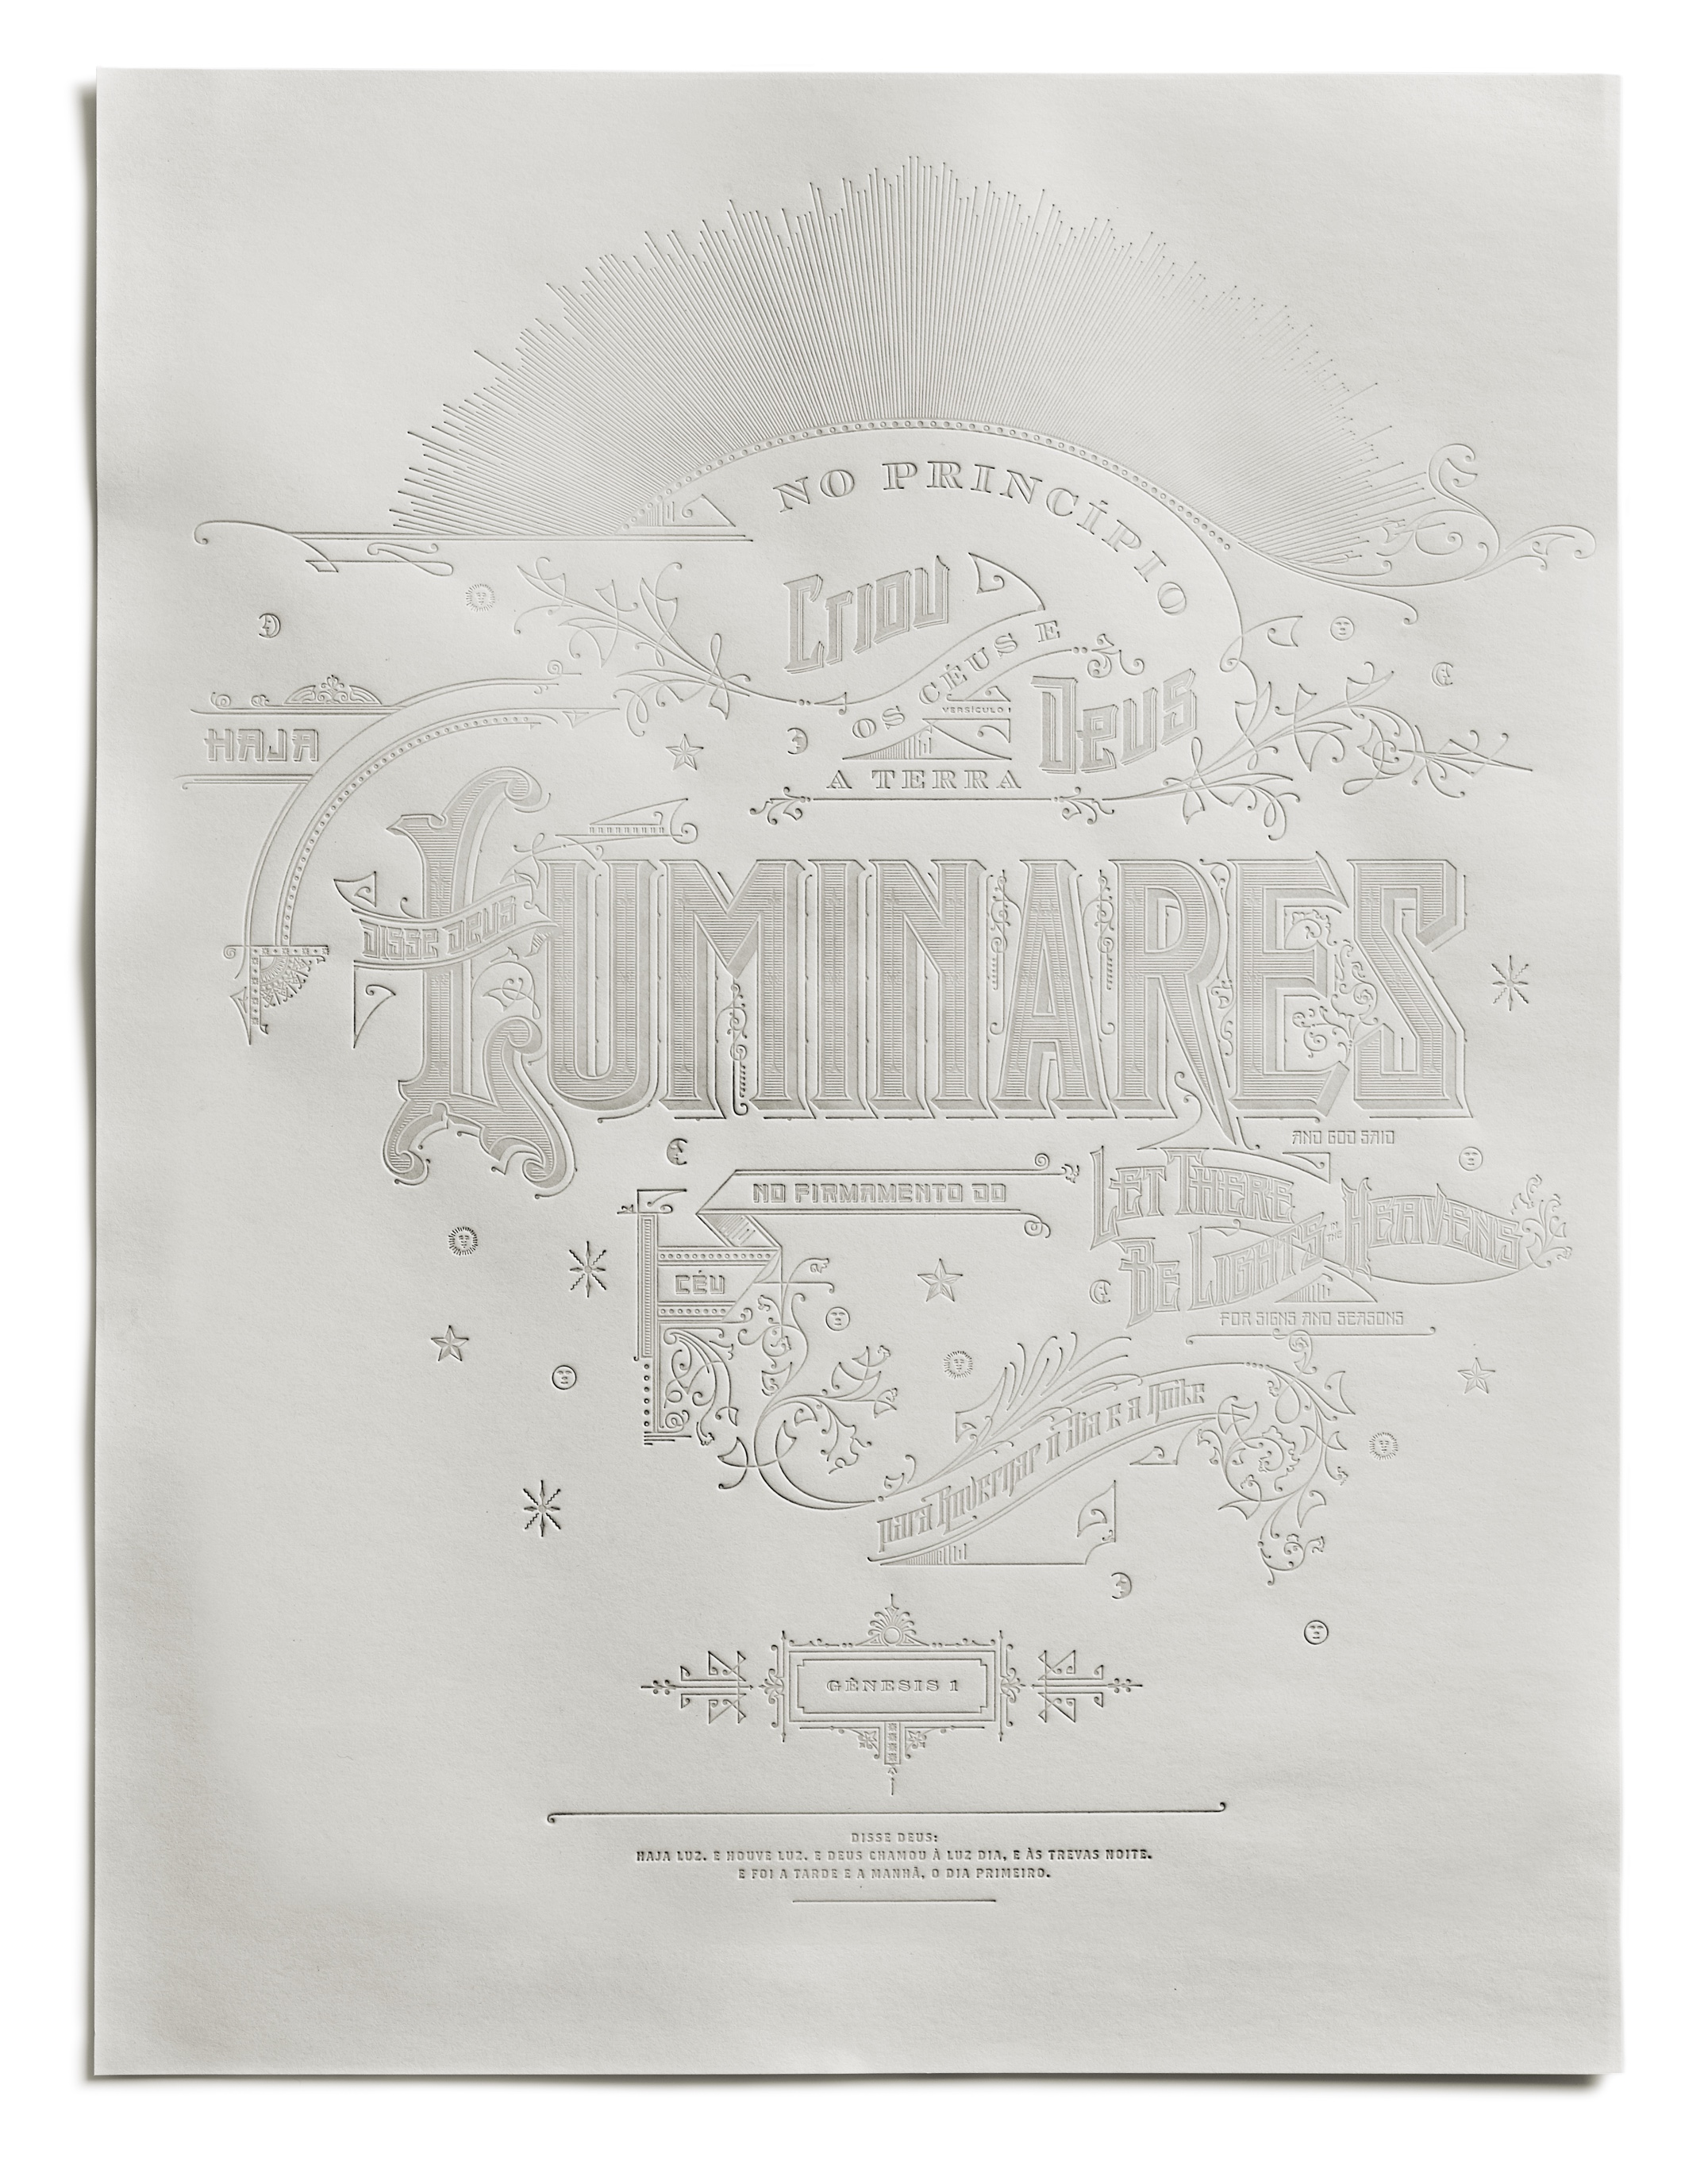 NO PRINCÍPIO
Criou
Deus
OS CÉUS E
VERSÍCULO 1
A TERRA
HAJA
DISSE DEUS
LUMINARES
AND GOD SAID
LET THERE
BE LIGHTS IN THE HEAVENS
FOR SIGNS AND SEASONS
NO FIRMAMENTO DO
CÉU
para Governar o Dia e a Noite
GÊNESIS 1
DISSE DEUS:
HAJA LUZ. E HOUVE LUZ. E DEUS CHAMOU À LUZ DIA, E ÀS TREVAS NOITE.
E FOI A TARDE E A MANHÃ, O DIA PRIMEIRO.